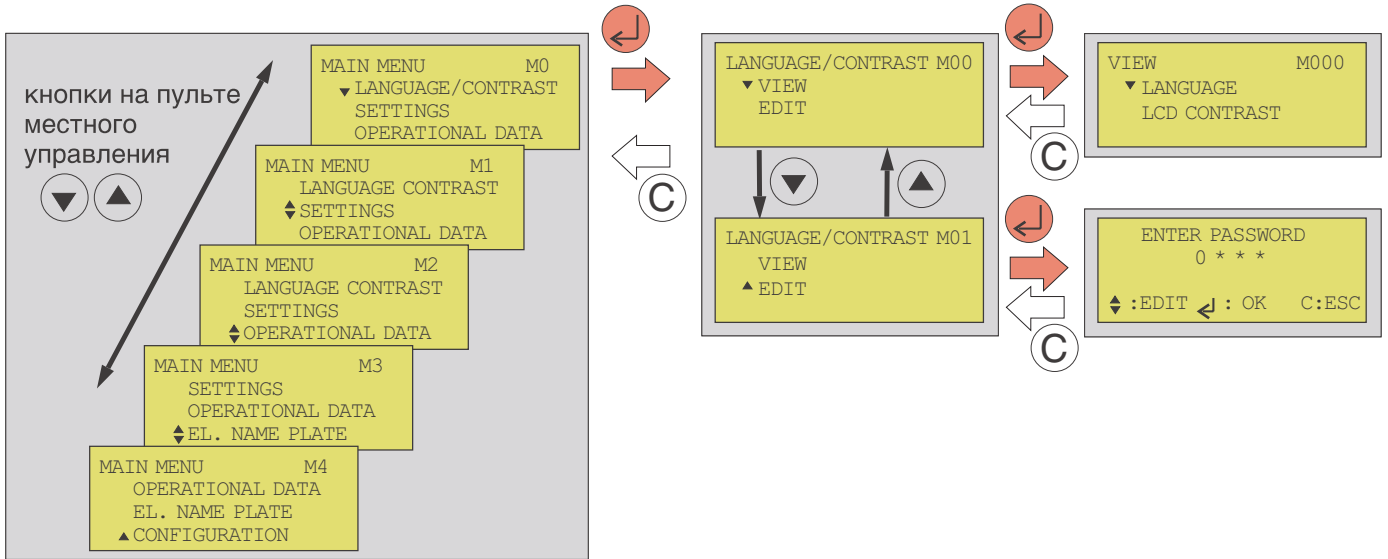 кнопки на пульте
местного
управления
MAIN MENU M0
LANGUAGE/CONTRAST
SETTINGS
OPERATIONAL DATA
MAIN MENU M1
LANGUAGE CONTRAST
SETTINGS
OPERATIONAL DATA
MAIN MENU M2
LANGUAGE CONTRAST
SETTINGS
OPERATIONAL DATA
MAIN MENU M3
SETTINGS
OPERATIONAL DATA
EL. NAME PLATE
MAIN MENU M4
OPERATIONAL DATA
EL. NAME PLATE
CONFIGURATION
C
LANGUAGE/CONTRAST M00
VIEW
EDIT
LANGUAGE/CONTRAST M01
VIEW
EDIT
C
VIEW M000
LANGUAGE
LCD CONTRAST
C
ENTER PASSWORD
0 * * *
:EDIT : OK C:ESC